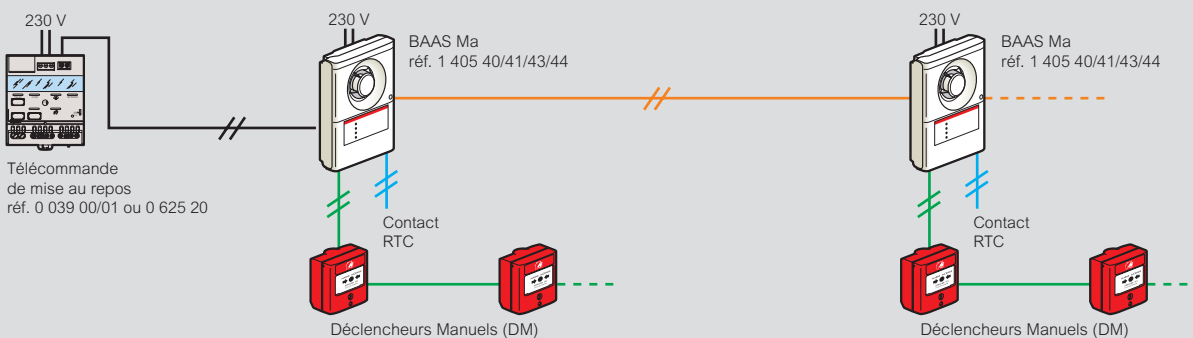 230 V
230 V
230 V
BAAS Ma
réf. 1 405 40/41/43/44
BAAS Ma
réf. 1 405 40/41/43/44
Télécommande
de mise au repos
réf. 0 039 00/01 ou 0 625 20
Contact
RTC
Contact
RTC
Déclencheurs Manuels (DM)
Déclencheurs Manuels (DM)